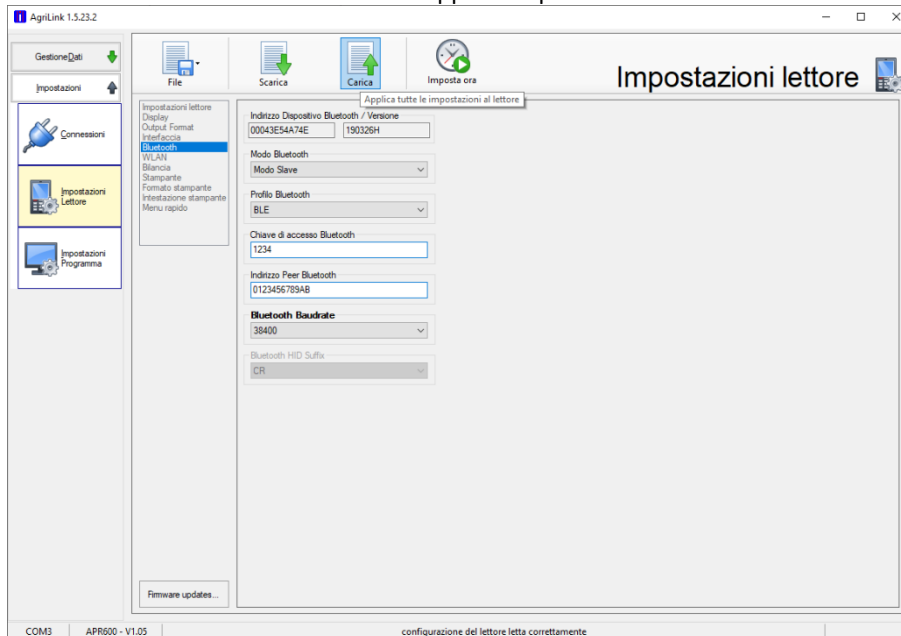 AgriLink 1.5.23.2
Gestione Dati
Impostazioni
Connessioni
Impostazioni
Lettore
Impostazioni
Programma
File
Scarica
Carica
Imposta ora
Impostazioni lettore
Applica tutte le impostazioni al lettore
Impostazioni lettore
Display
Output Format
Interfaccia
Bluetooth
WLAN
Bilancia
Stampante
Formato stampante
Intestazione stampante
Menu rapido
Firmware updates...
Indirizzo Dispositivo Bluetooth / Versione
00043E54A74E 190326H
Modo Bluetooth
Modo Slave
Profilo Bluetooth
BLE
Chiave di accesso Bluetooth
1234
Indirizzo Peer Bluetooth
0123456789AB
Bluetooth Baudrate
38400
Bluetooth HID Suffix
CR
COM3 APR600 - V1.05 configurazione del lettore letta correttamente